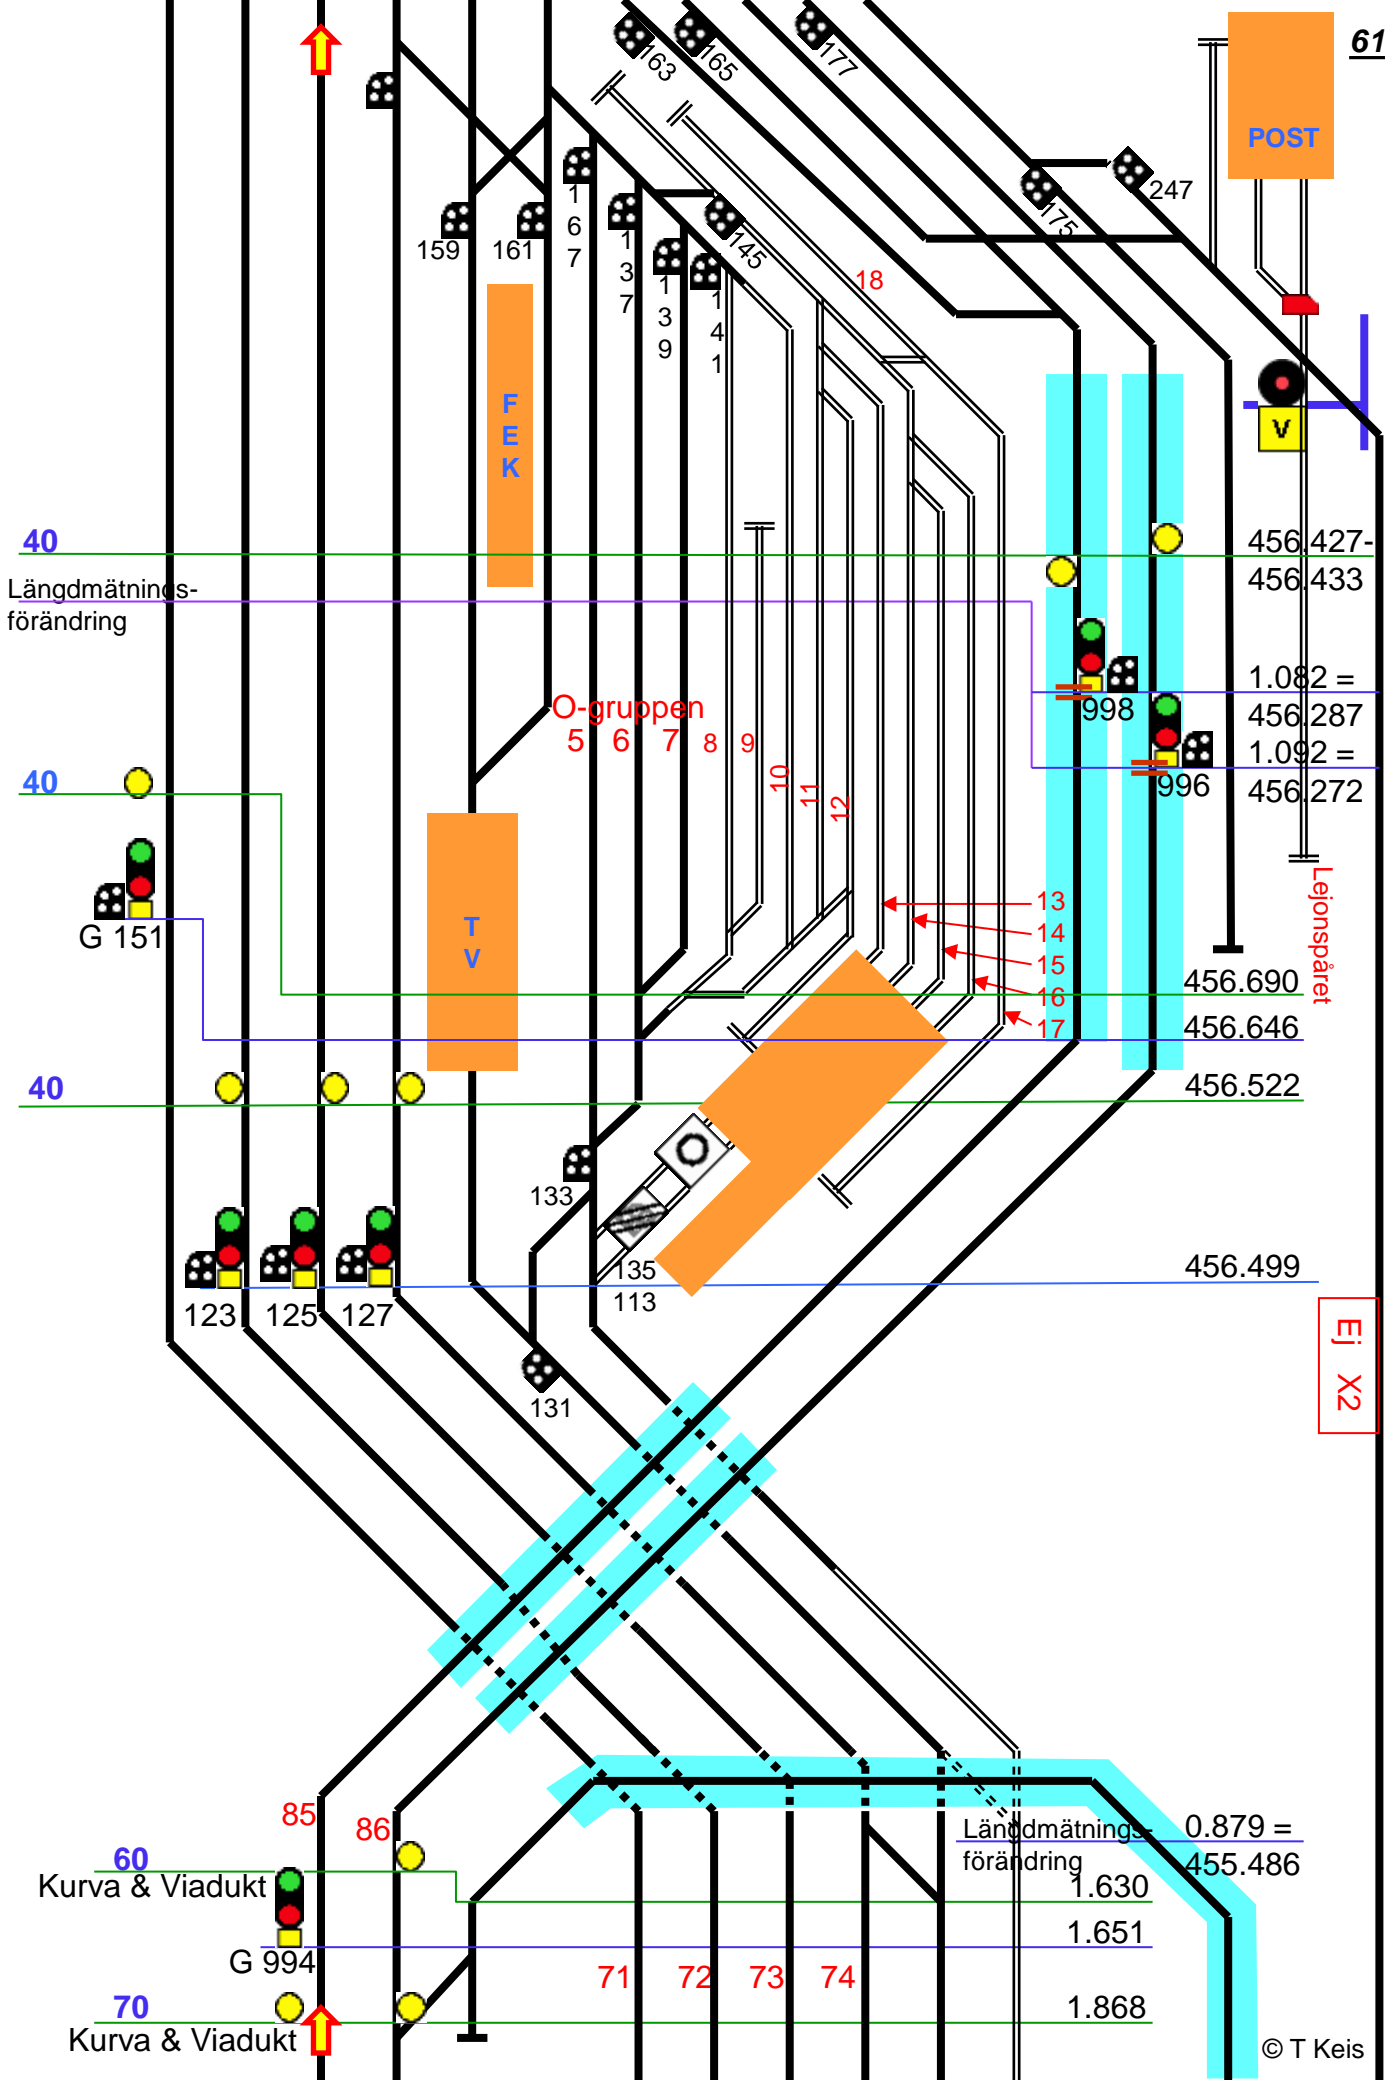 61
163
165
177
POST
247
175
159
161
1
6
7
1
3
7
145
1
3
9
1
4
1
18
F
E
K
V
40
456.427-
Längdmätnings-
förändring
456.433
1.082 =
998
456.287
O-gruppen
5 6 7 8 9
10
11
12
1.092 =
996
456.272
40
Lejonspåret
13
14
15
16
17
G 151
T
V
456.690
456.646
40
456.522
133
135
113
456.499
123 125 127
Ej X2
131
85
86
Längdmätnings-
förändring
0.879 =
455.486
60
Kurva & Viadukt
1.630
1.651
G 994
71 72 73 74
70
Kurva & Viadukt
1.868
© T Keis